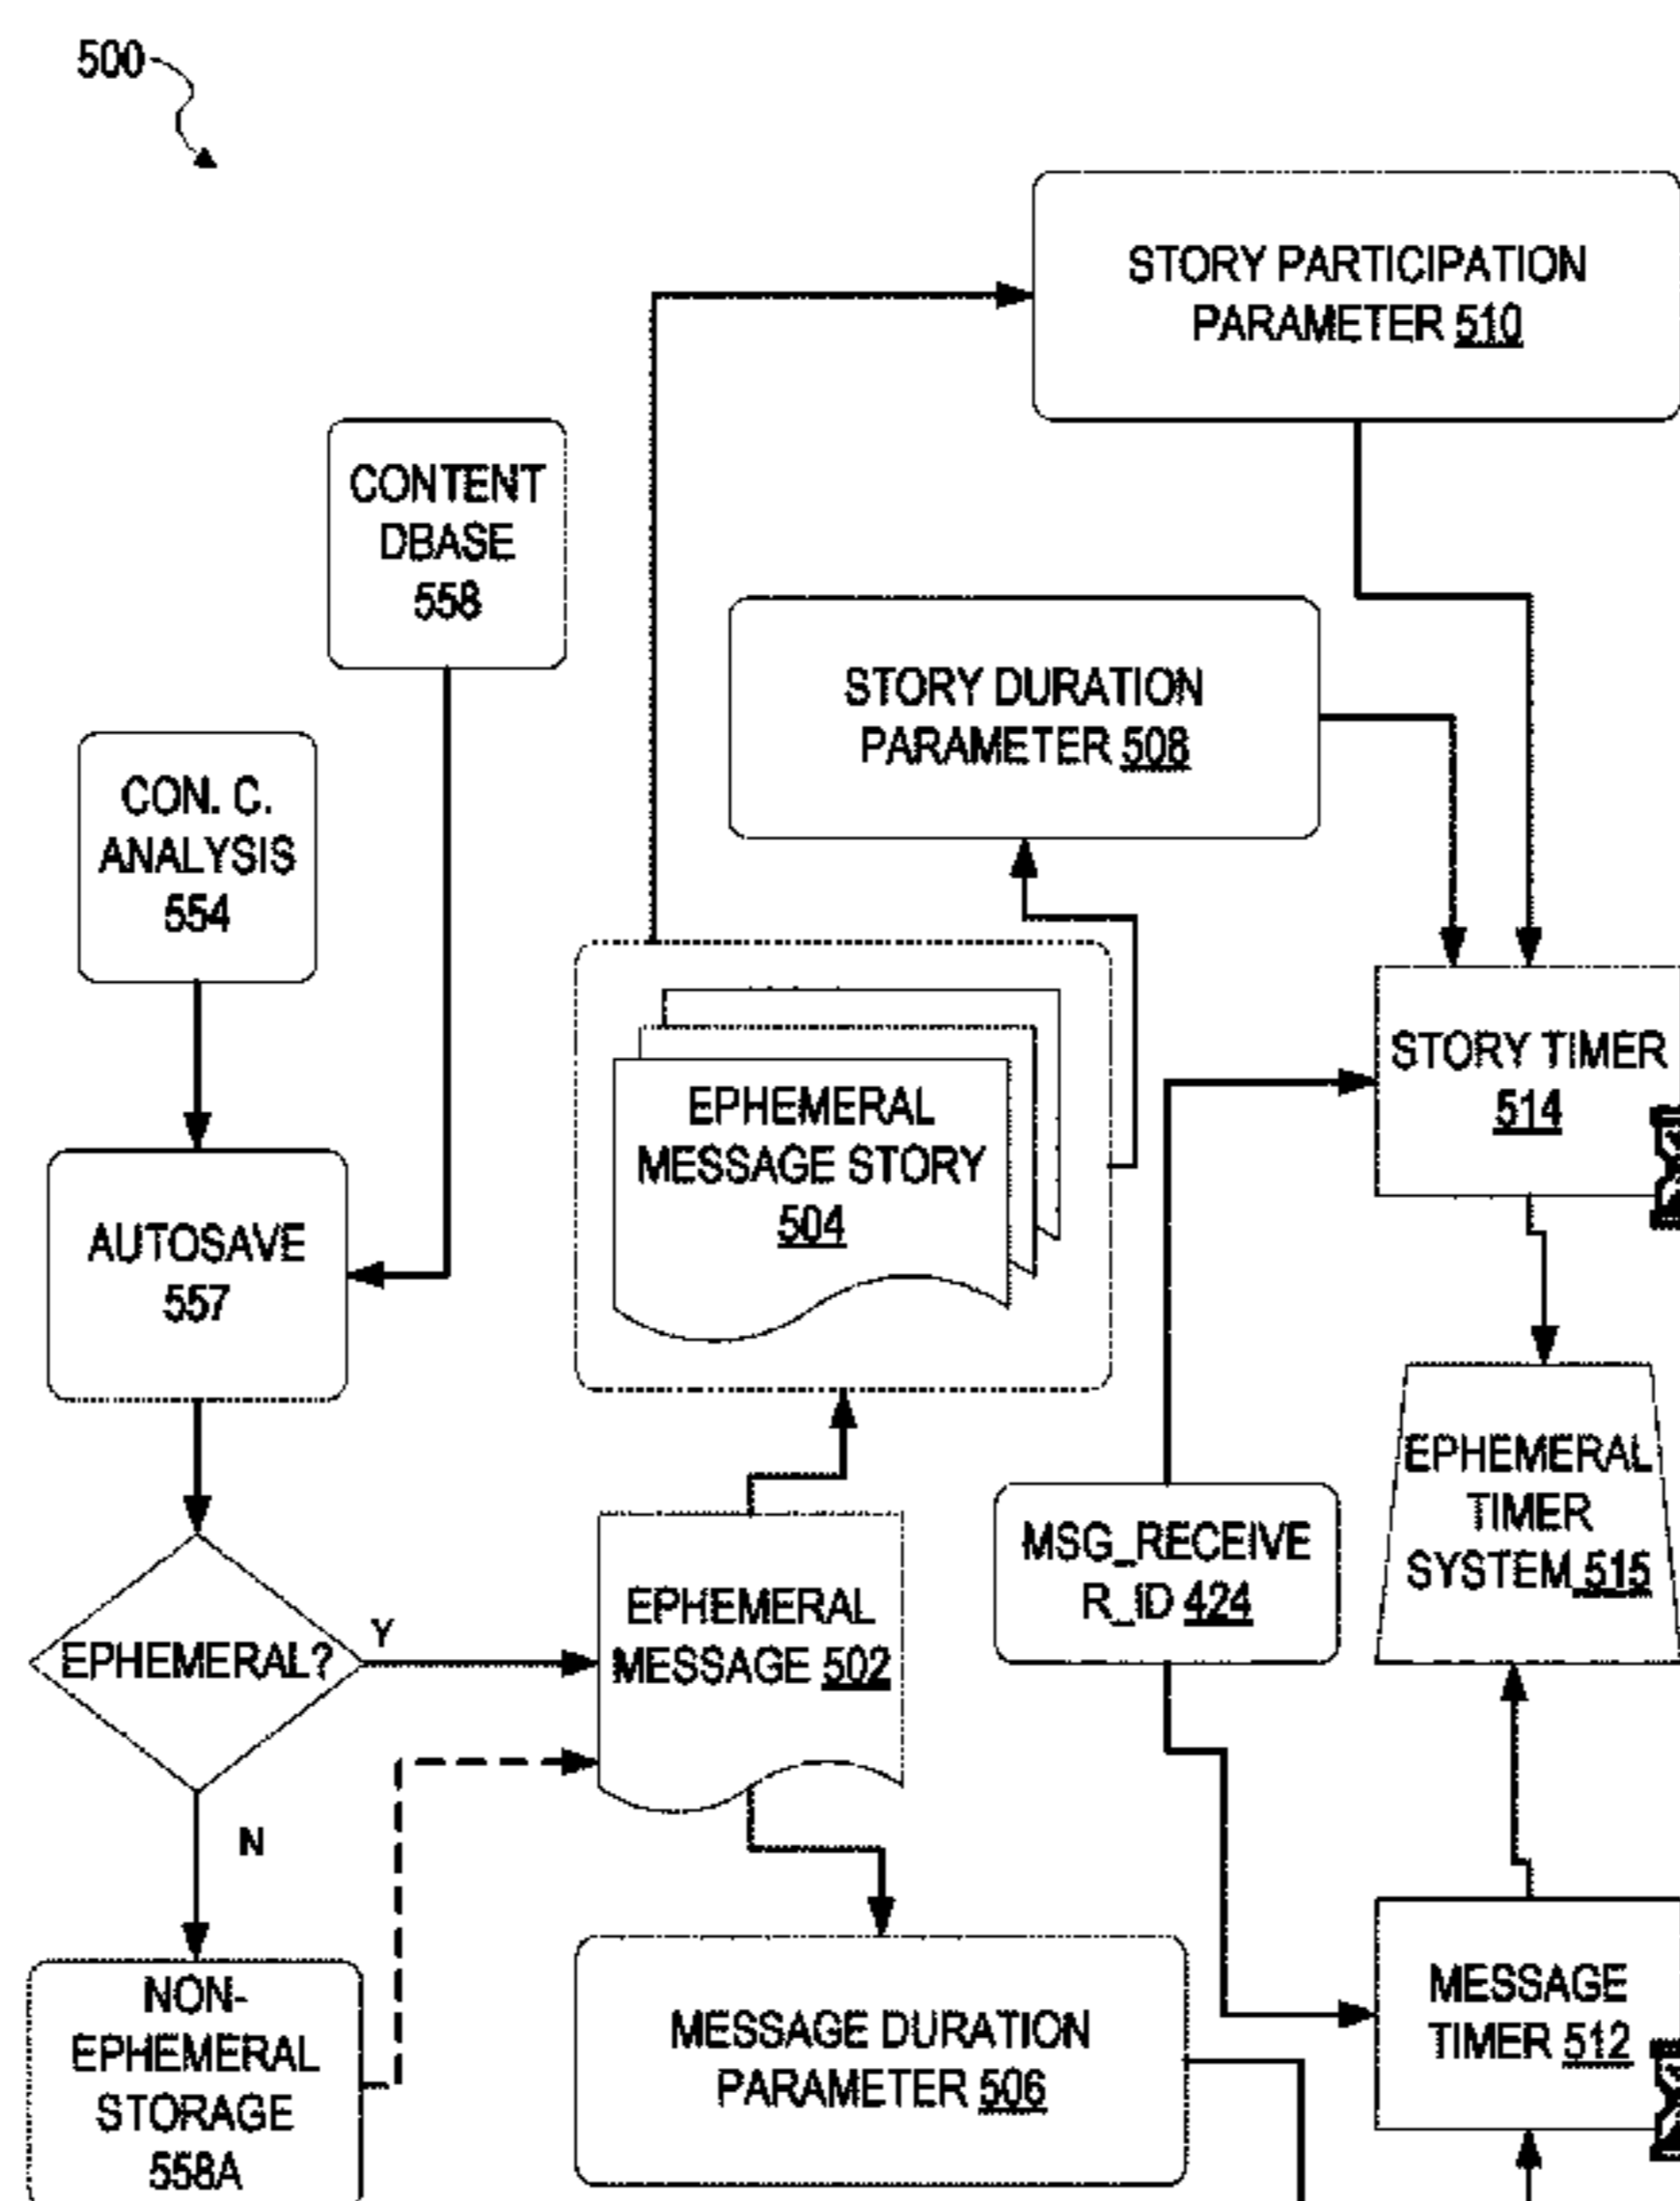 500
STORY PARTICIPATION
PARAMETER 510
CONTENT
DBASE
558
STORY DURATION
PARAMETER 508
CON. C.
ANALYSIS
554
EPHEMERAL
MESSAGE STORY
504
STORY TIMER
514
AUTOSAVE
557
EPHEMERAL
TIMER
SYSTEM 515
MSG_RECEIVE
R_ID 424
EPHEMERAL
MESSAGE 502
EPHEMERAL?
Y
N
NON-
EPHEMERAL
STORAGE
558A
MESSAGE DURATION
PARAMETER 506
MESSAGE
TIMER 512